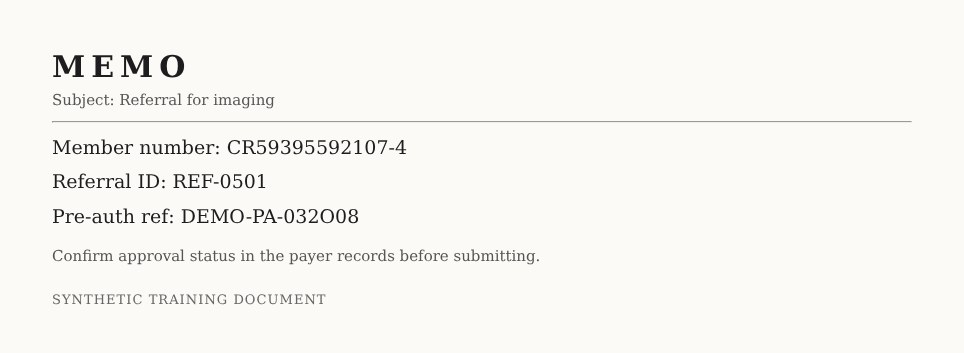 MEMO
Subject: Referral for imaging
Member number: CR59395592107-4
Referral ID: REF-0501
Pre-auth ref: DEMO-PA-032O08
Confirm approval status in the payer records before submitting.
SYNTHETIC TRAINING DOCUMENT